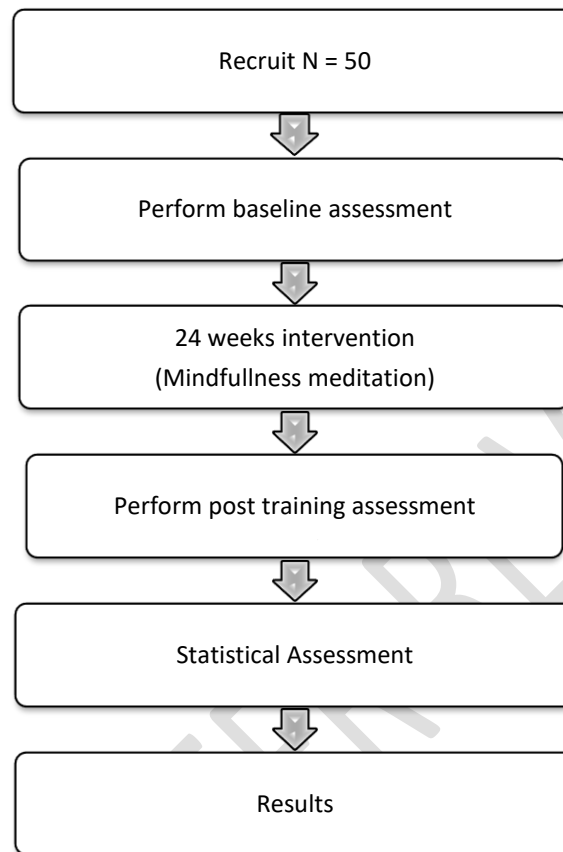 Recruit N = 50
Perform baseline assessment
24 weeks intervention
(Mindfullness meditation)
Perform post training assessment
Statistical Assessment
Results